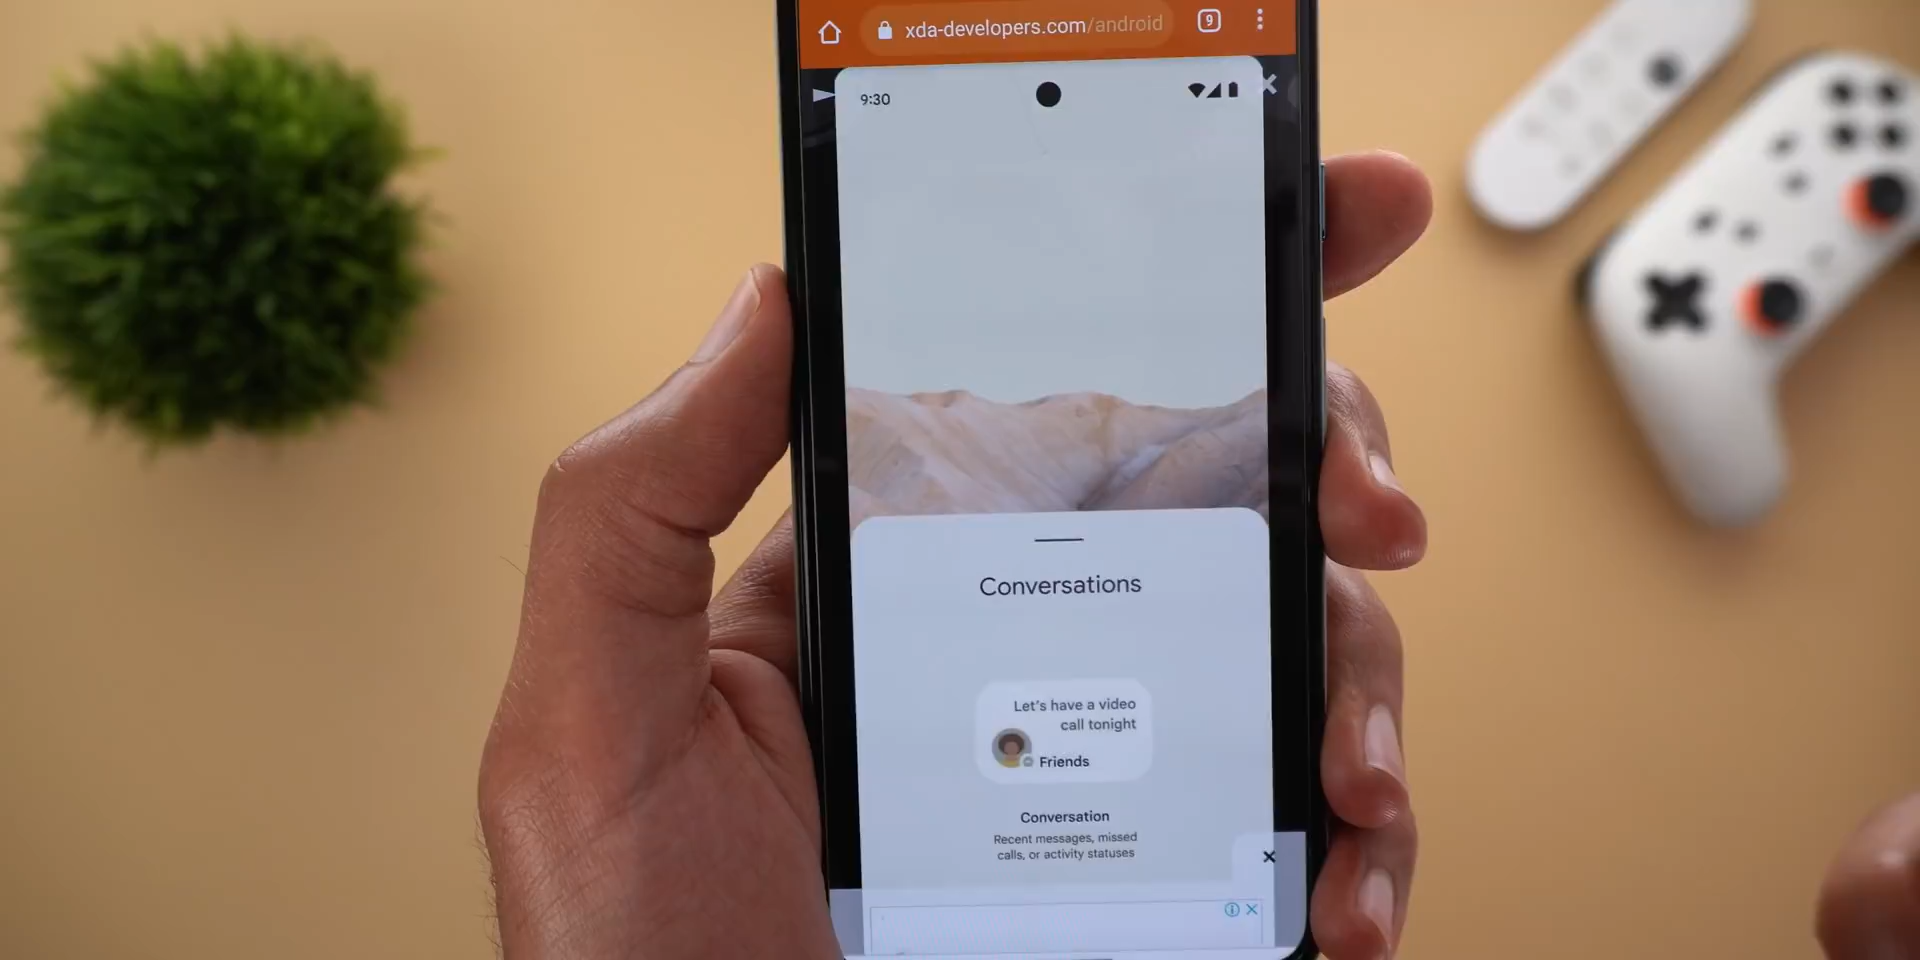 xda-developers.com/android
9
9:30
Conversations
Let's have a video
call tonight
Friends
Conversation
Recent messages, missed
calls, or activity statuses